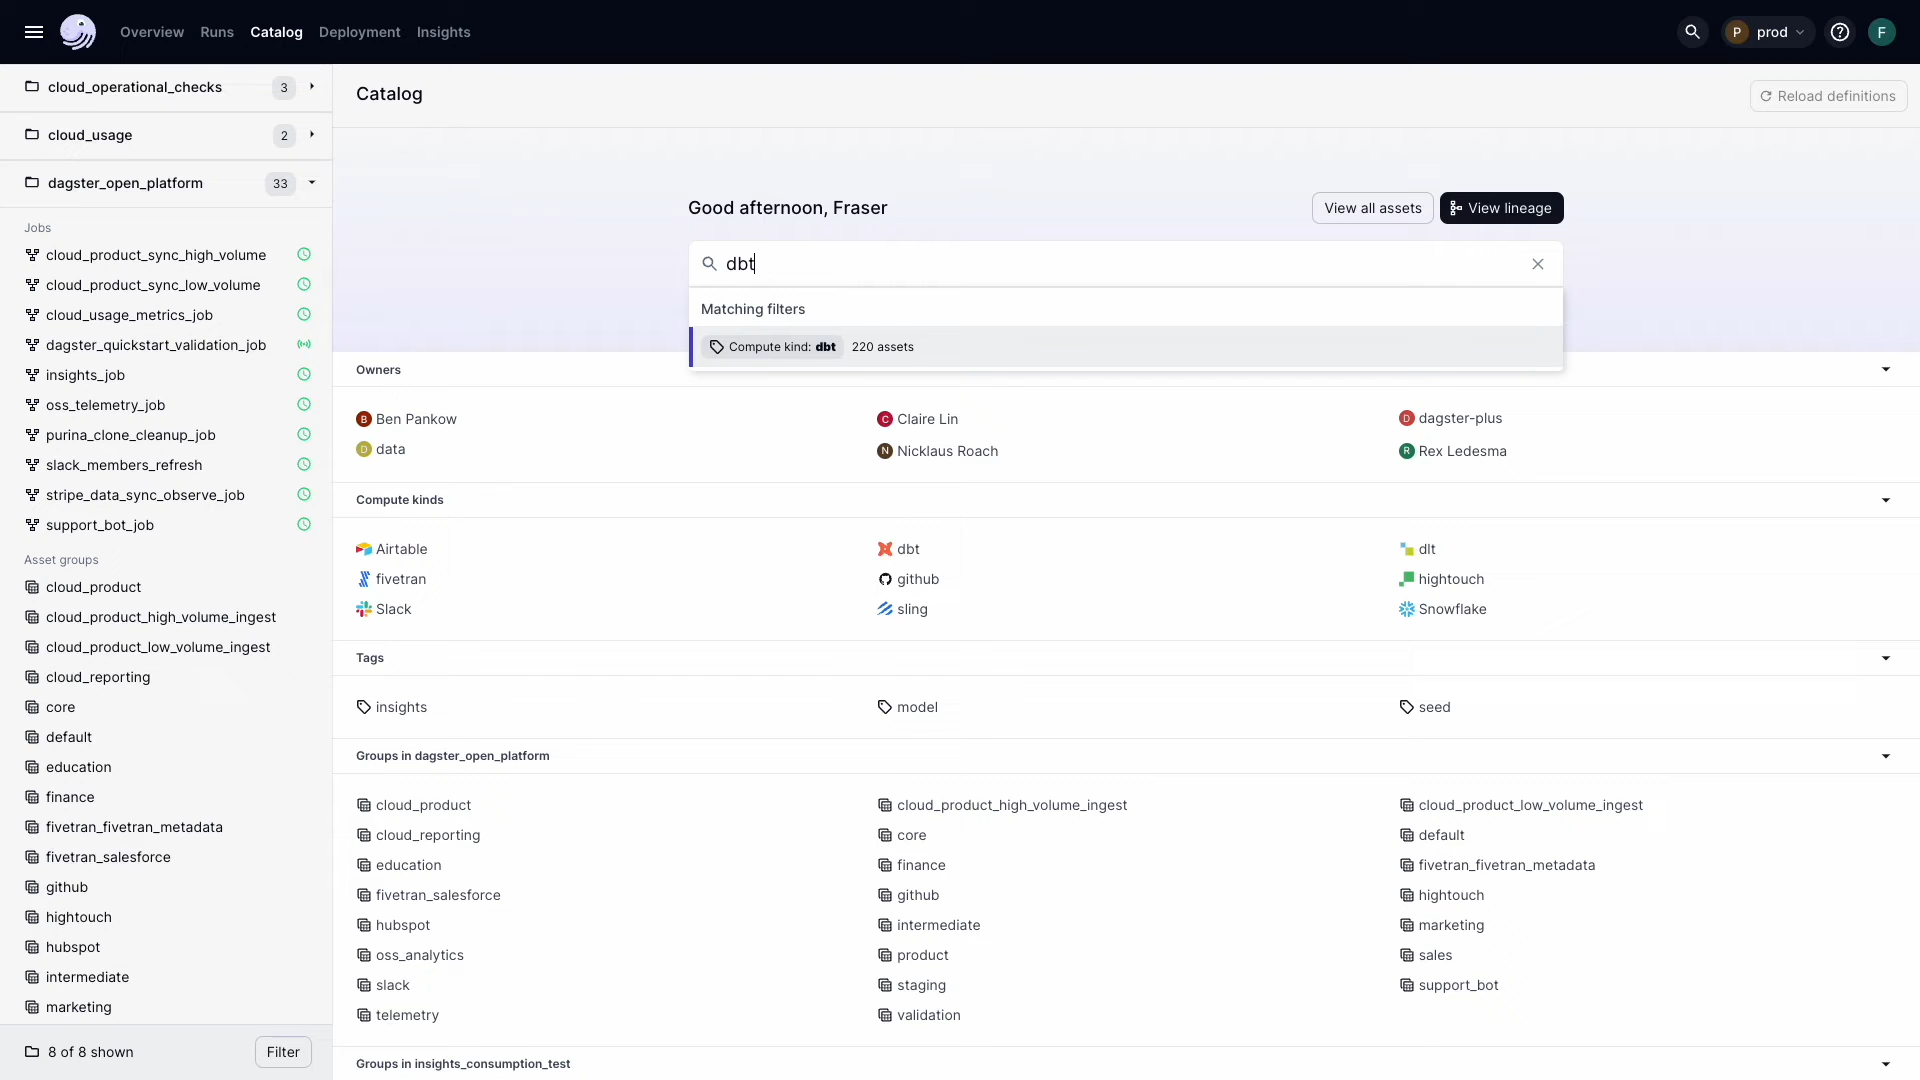 Overview Runs Catalog Deployment Insights
P prod F
cloud_operational_checks 3
cloud_usage 2
dagster_open_platform 33
Jobs
cloud_product_sync_high_volume
cloud_product_sync_low_volume
cloud_usage_metrics_job
dagster_quickstart_validation_job
insights_job
oss_telemetry_job
purina_clone_cleanup_job
slack_members_refresh
stripe_data_sync_observe_job
support_bot_job
Asset groups
cloud_product
cloud_product_high_volume_ingest
cloud_product_low_volume_ingest
cloud_reporting
core
default
education
finance
fivetran_fivetran_metadata
fivetran_salesforce
github
hightouch
hubspot
intermediate
marketing
8 of 8 shown Filter
Catalog
Reload definitions
Good afternoon, Fraser
View all assets View lineage
dbt
Matching filters
Compute kind: dbt 220 assets
Owners
B Ben Pankow C Claire Lin D dagster-plus
D data N Nicklaus Roach R Rex Ledesma
Compute kinds
Airtable dbt dlt
fivetran github hightouch
Slack sling Snowflake
Tags
insights model seed
Groups in dagster_open_platform
cloud_product cloud_product_high_volume_ingest cloud_product_low_volume_ingest
cloud_reporting core default
education finance fivetran_fivetran_metadata
fivetran_salesforce github hightouch
hubspot intermediate marketing
oss_analytics product sales
slack staging support_bot
telemetry validation
Groups in insights_consumption_test